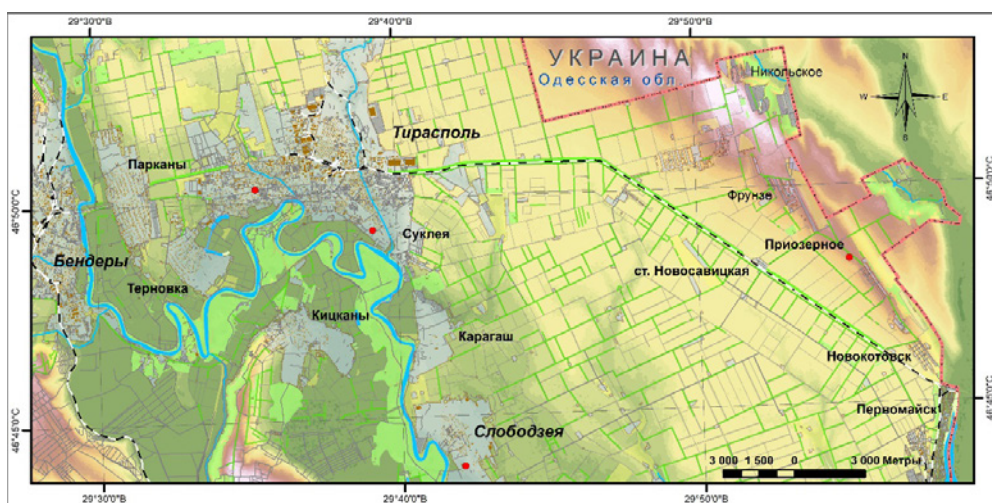 29°30'0"В
29°40'0"В
29°50'0"В
УКРАИНА
Одесская обл.
Никольское
N
W
E
S
Тирасполь
Парканы
46°50'0"С
Фрунзе
Суклея
Приозерное
Бендеры
ст. Новосавицкая
Терновка
Кицканы
Карагаш
Новокотовск
Первомайск
46°45'0"С
Слободзея
3 000 1 500 0 3 000 Метры
29°30'0"В
29°40'0"В
29°50'0"В